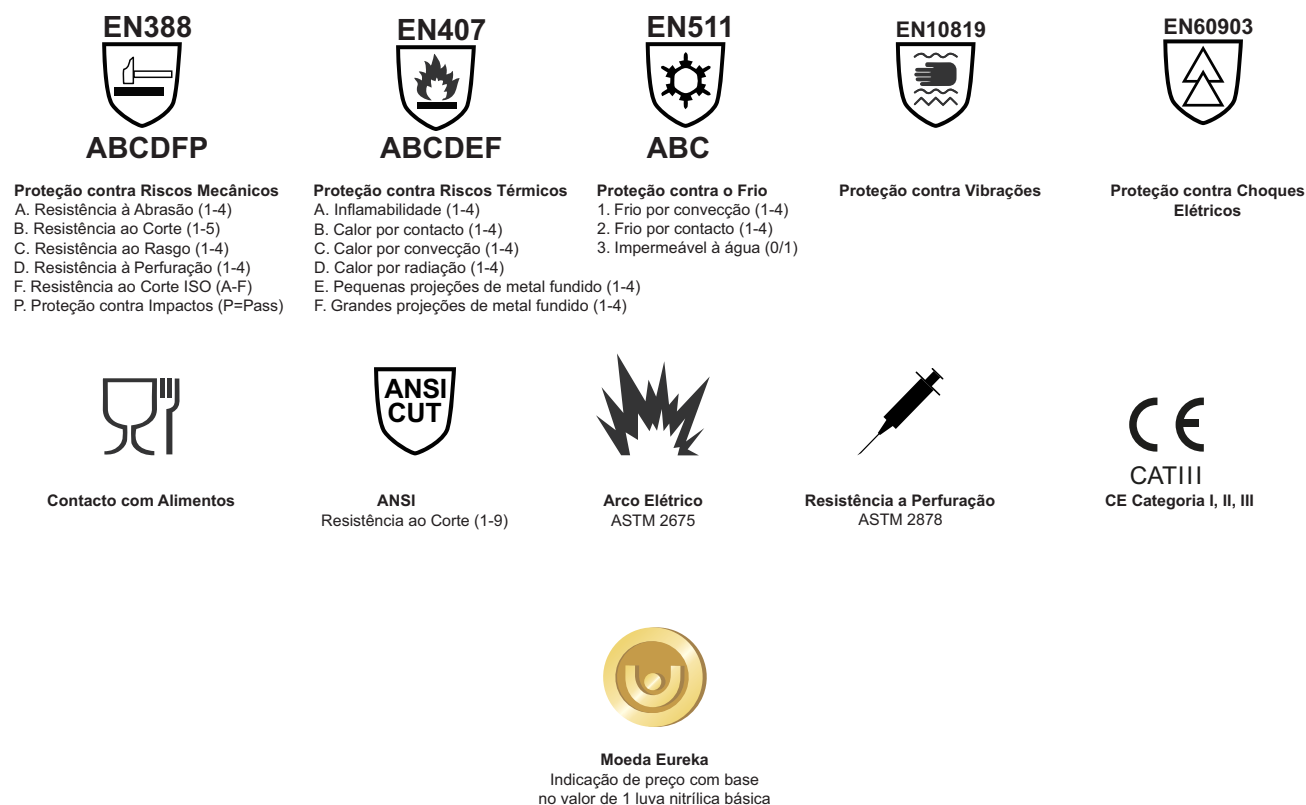 EN388
ABCDFP
Proteção contra Riscos Mecânicos
A. Resistência à Abrasão (1-4)
B. Resistência ao Corte (1-5)
C. Resistência ao Rasgo (1-4)
D. Resistência à Perfuração (1-4)
F. Resistência ao Corte ISO (A-F)
P. Proteção contra Impactos (P=Pass)
EN407
ABCDEF
Proteção contra Riscos Térmicos
A. Inflamabilidade (1-4)
B. Calor por contacto (1-4)
C. Calor por convecção (1-4)
D. Calor por radiação (1-4)
E. Pequenas projeções de metal fundido (1-4)
F. Grandes projeções de metal fundido (1-4)
EN511
ABC
Proteção contra o Frio
1. Frio por convecção (1-4)
2. Frio por contacto (1-4)
3. Impermeável à água (0/1)
EN10819
Proteção contra Vibrações
EN60903
Proteção contra Choques
Elétricos
Contacto com Alimentos
ANSI
CUT
ANSI
Resistência ao Corte (1-9)
Arco Elétrico
ASTM 2675
Resistência a Perfuração
ASTM 2878
CE
CATIII
CE Categoria I, II, III
Moeda Eureka
Indicação de preço com base
no valor de 1 luva nitrílica básica